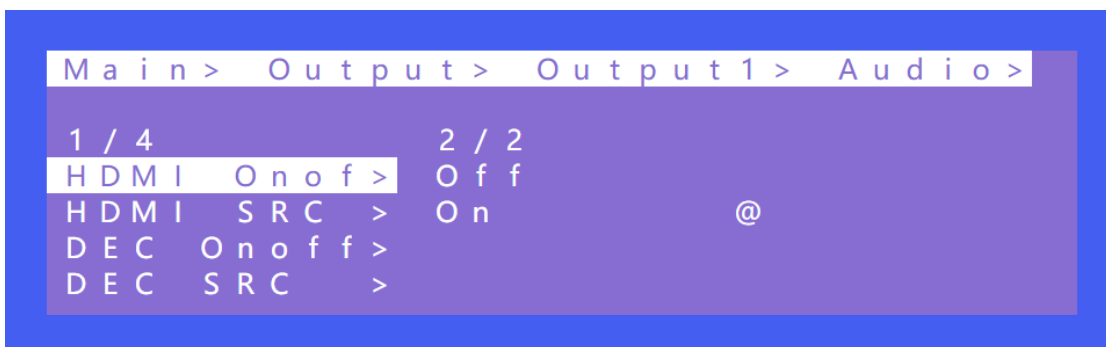 Main> Output> Output1> Audio>
1/4 2/2
HDMI Onof> Off
HDMI SRC > On @
DEC Onoff>
DEC SRC >